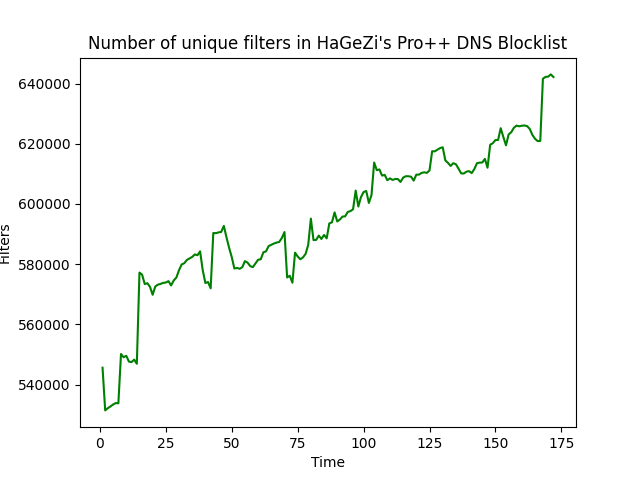 Number of unique filters in HaGeZi's Pro++ DNS Blocklist
640000
620000
600000
580000
560000
540000
Filters
0 25 50 75 100 125 150 175
Time